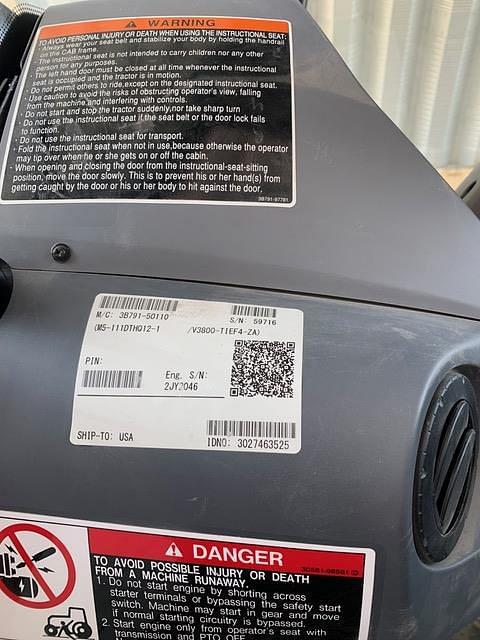 ⚠ WARNING
TO AVOID PERSONAL INJURY OR DEATH WHEN USING THE INSTRUCTIONAL SEAT:
· Always wear your seat belt and stabilize your body by holding the handrail
on the CAB frame.
· The instructional seat is not intended to carry children nor any other
person for any purposes.
· The left hand door must be closed at all time whenever the instructional
seat is occupied and the tractor is in motion.
· Do not permit others to ride,except on the designated instructional seat.
· Use caution to avoid the risks of obstructing operator's view, falling
from the machine,and interfering with controls.
· Do not start and stop the tractor suddenly,nor take sharp turn
· Do not use the instructional seat if the seat belt or the door lock fails
to function.
· Do not use the instructional seat for transport.
· Fold the instructional seat when not in use,because otherwise the operator
may tip over when he or she gets on or off the cabin.
· When opening and closing the door from the instructional-seat-sitting
position, move the door slowly. This is to prevent his or her hand(s) from
getting caught by the door or his or her body to hit against the door.
3B791-97781
M/C: 3B791-50110
S/N: 59716
(M5-111DTHQ12-1 /V3800-TIEF4-ZA)
PIN:
Eng. S/N:
2JY2046
SHIP-TO: USA
IDNO: 3027463525
⚠ DANGER
TO AVOID POSSIBLE INJURY OR DEATH
FROM A MACHINE RUNAWAY.
1. Do not start engine by shorting across
starter terminals or bypassing the safety start
switch. Machine may start in gear and move
if normal starting circuitry is bypassed.
2. Start engine only from operator's seat with
transmission and PTO OFF.